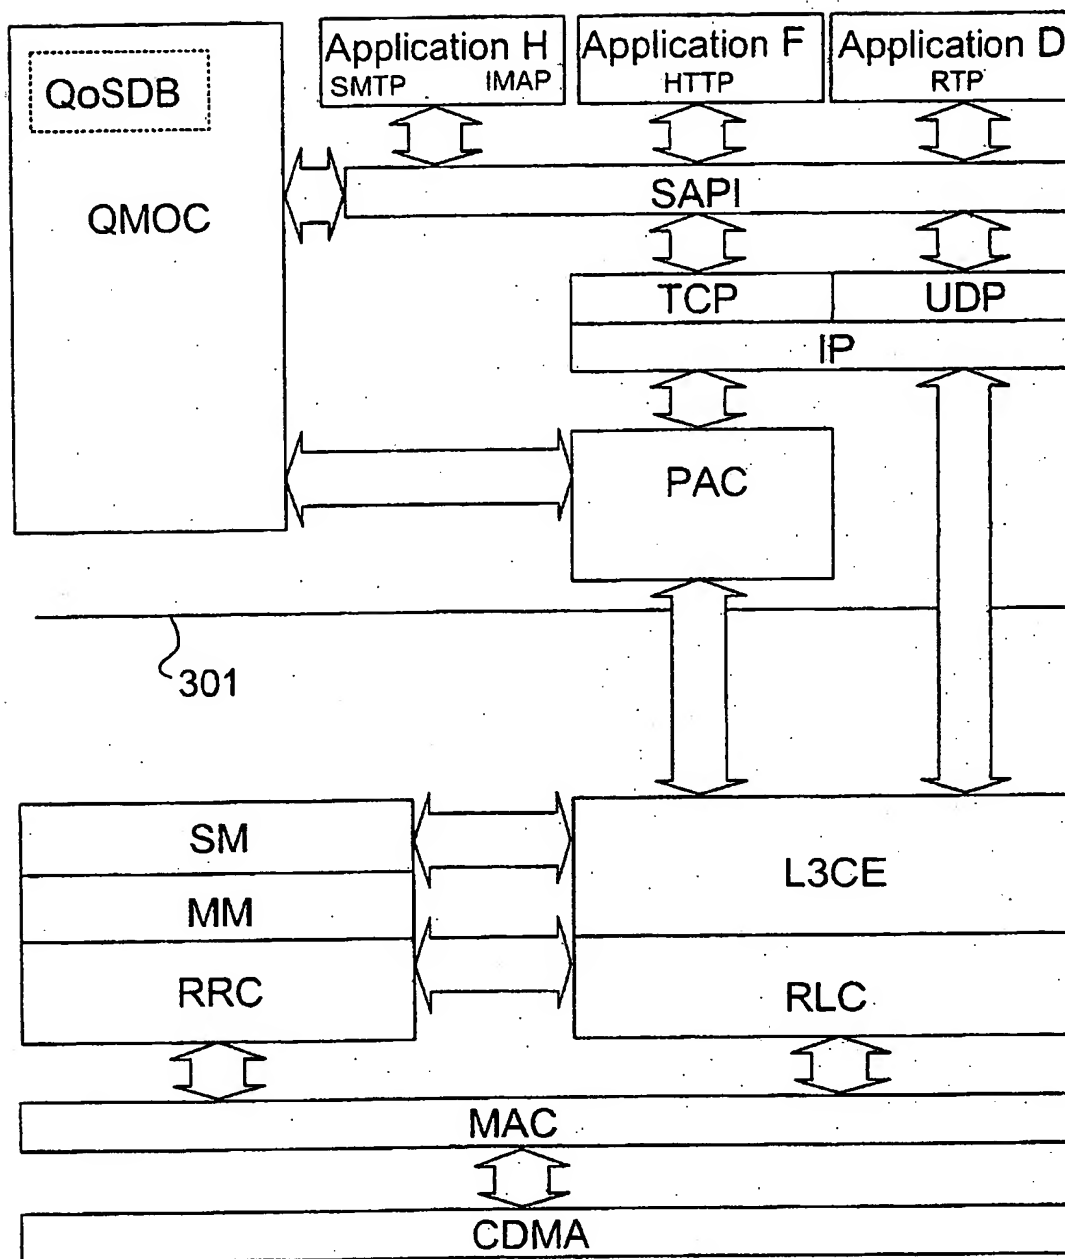 QoSDB
QMOC
Application H
SMTP IMAP
Application F
HTTP
Application D
RTP
SAPI
TCP
UDP
IP
PAC
301
SM
MM
RRC
L3CE
RLC
MAC
CDMA